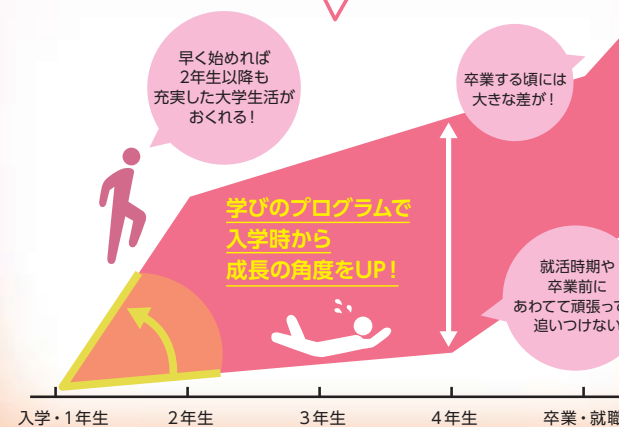 早く始めれば
2年生以降も
充実した大学生活が
おくれる！
卒業する頃には
大きな差が！
学びのプログラムで
入学時から
成長の角度をUP！
就活時期や
卒業前に
あわてて頑張って
追いつけない
入学・1年生
2年生
3年生
4年生
卒業・就職